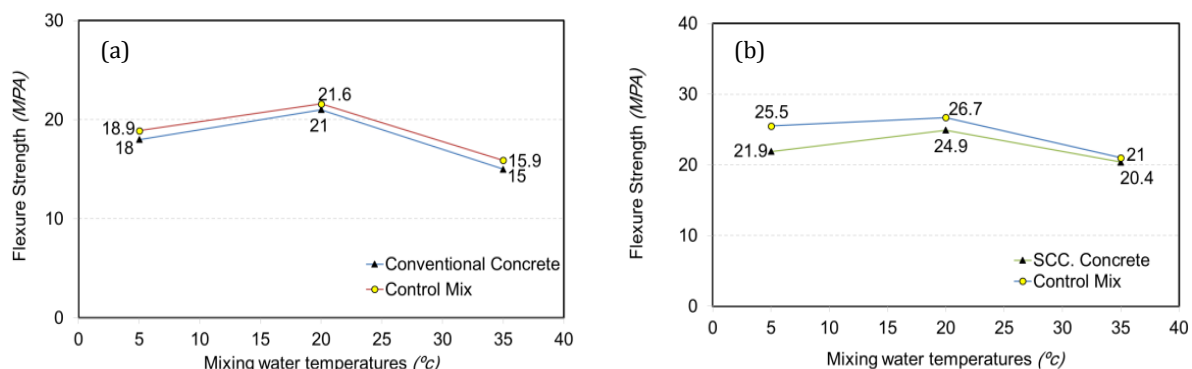 (a)
Flexure Strength (MPA)
30
20
10
0
18.9
18
21.6
21
15.9
15
Conventional Concrete
Control Mix
0 5 10 15 20 25 30 35 40
Mixing water temperatures (ºc)
(b)
Flexure Strength (MPA)
40
30
20
10
0
25.5
21.9
26.7
24.9
21
20.4
SCC. Concrete
Control Mix
0 5 10 15 20 25 30 35 40
Mixing water temperatures (ºc)